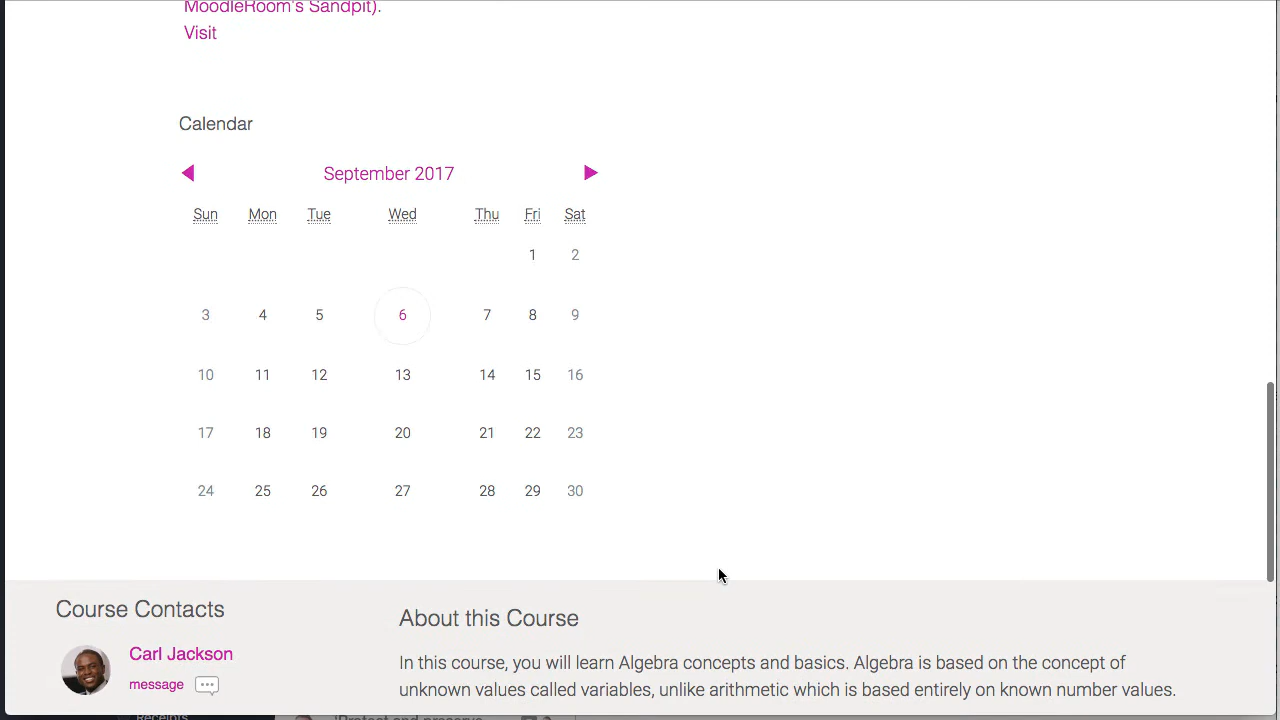 MoodleRoom's Sandpit).
Visit
Calendar
September 2017
Sun Mon Tue Wed Thu Fri Sat
1 2
3 4 5 6 7 8 9
10 11 12 13 14 15 16
17 18 19 20 21 22 23
24 25 26 27 28 29 30
Course Contacts
Carl Jackson
message
About this Course
In this course, you will learn Algebra concepts and basics. Algebra is based on the concept of
unknown values called variables, unlike arithmetic which is based entirely on known number values.
Receipts
'Protect and preserve